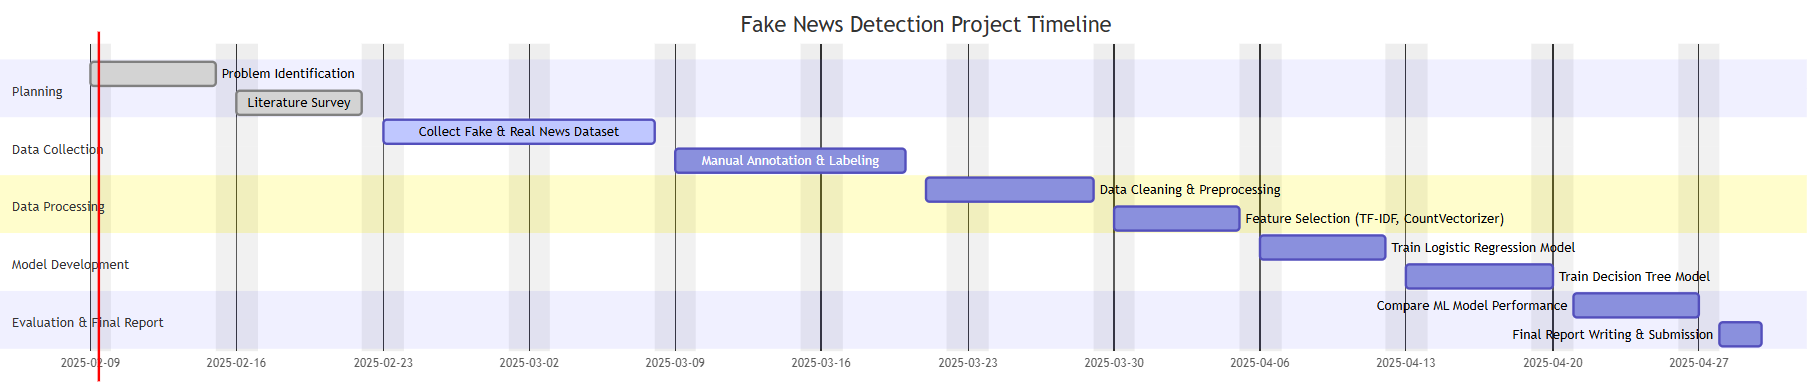 Fake News Detection Project Timeline
Planning
Problem Identification
Literature Survey
Data Collection
Collect Fake & Real News Dataset
Manual Annotation & Labeling
Data Processing
Data Cleaning & Preprocessing
Feature Selection (TF-IDF, CountVectorizer)
Model Development
Train Logistic Regression Model
Train Decision Tree Model
Evaluation & Final Report
Compare ML Model Performance
Final Report Writing & Submission
2025-02-09 2025-02-16 2025-02-23 2025-03-02 2025-03-09 2025-03-16 2025-03-23 2025-03-30 2025-04-06 2025-04-13 2025-04-20 2025-04-27